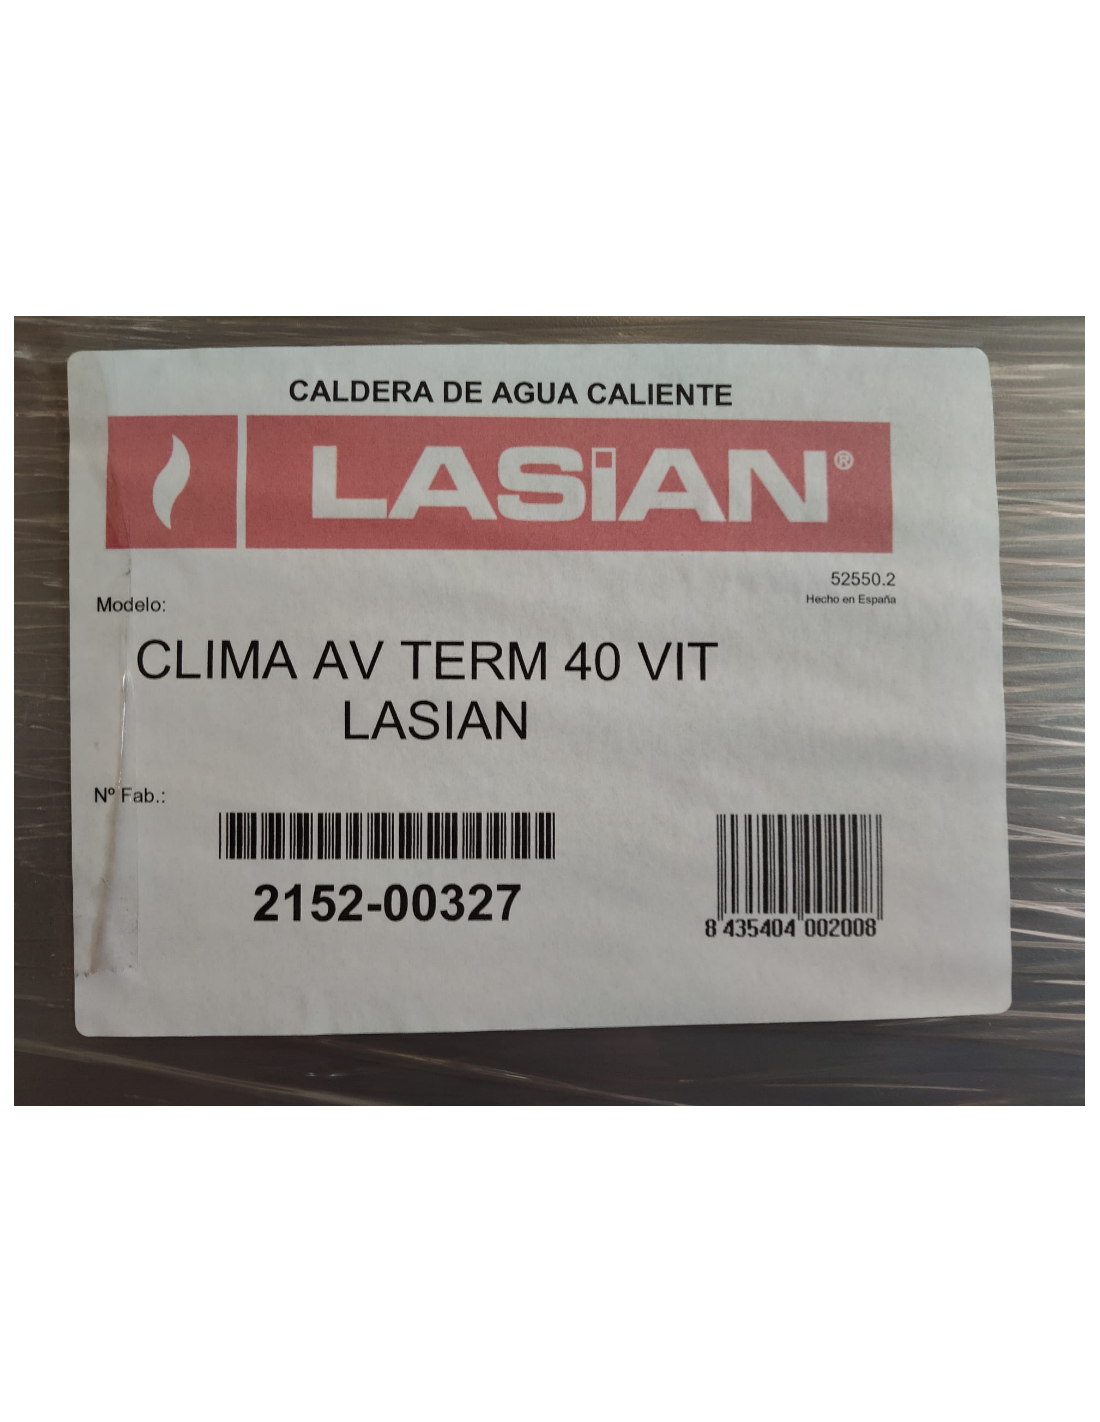 CALDERA DE AGUA CALIENTE
LASiAN®
52550.2
Hecho en España
Modelo:
CLIMA AV TERM 40 VIT
LASIAN
Nº Fab.:
2152-00327
8 435404 002008